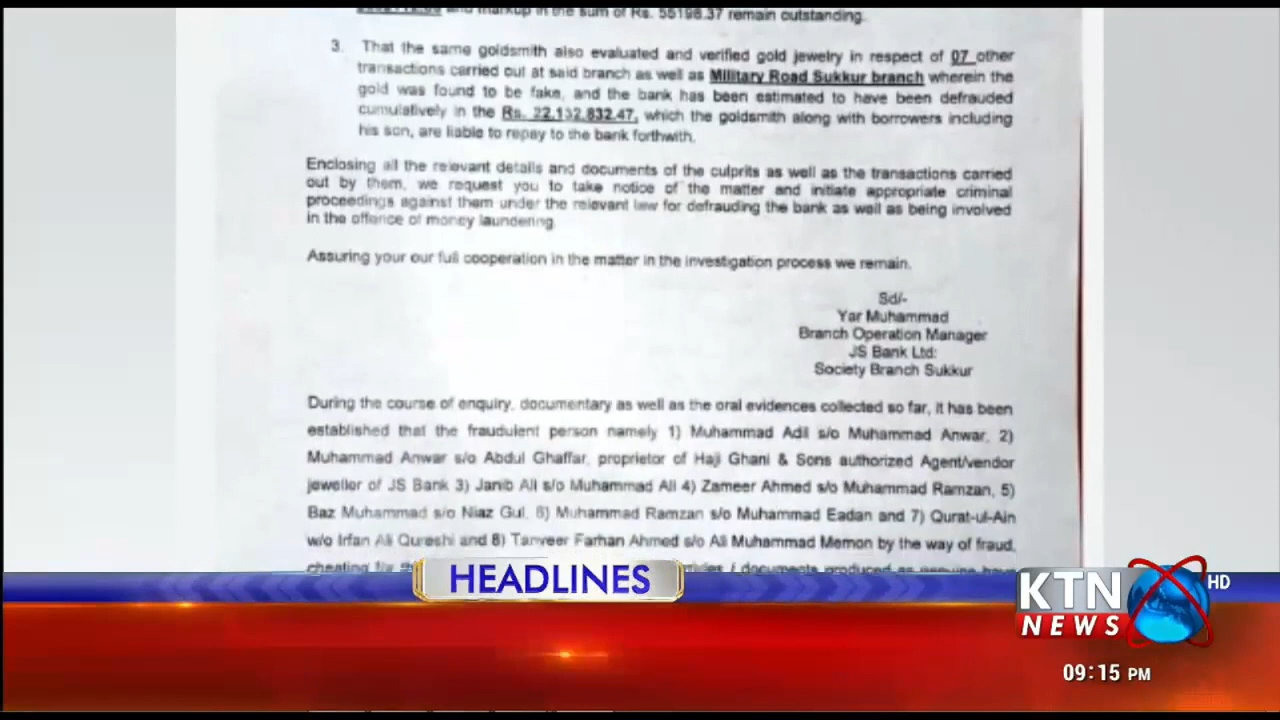 and markup in the sum of Rs. 55198.37 remain outstanding.
3. That the same goldsmith also evaluated and verified gold jewelry in respect of 07 other
transactions carried out at said branch as well as Military Road Sukkur branch wherein the
gold was found to be fake, and the bank has been estimated to have been defrauded
cumulatively in the Rs. 22,132,832.47, which the goldsmith along with borrowers including
his son, are liable to repay to the bank forthwith.
Enclosing all the relevant details and documents of the culprits as well as the transactions carried
out by them, we request you to take notice of the matter and initiate appropriate criminal
proceedings against them under the relevant law for defrauding the bank as well as being involved
in the offence of money laundering.
Assuring your our full cooperation in the matter in the investigation process we remain.
Sd/-
Yar Muhammad
Branch Operation Manager
JS Bank Ltd:
Society Branch Sukkur
During the course of enquiry, documentary as well as the oral evidences collected so far, it has been
established that the fraudulent person namely 1) Muhammad Adil s/o Muhammad Anwar, 2)
Muhammad Anwar s/o Abdul Ghaffar, proprietor of Haji Ghani & Sons authorized Agent/vendor
jeweller of JS Bank 3) Janib Ali s/o Muhammad Ali 4) Zameer Ahmed s/o Muhammad Ramzan, 5)
Baz Muhammad s/o Niaz Gul, 6) Muhammad Ramzan s/o Muhammad Eadan and 7) Qurat-ul-Ain
w/o Irfan Ali Qureshi and 8) Tanveer Farhan Ahmed s/o Ali Muhammad Memon by the way of fraud,
cheating documents produced as genuine have
HEADLINES
KTN HD
NEWS
09:15 PM